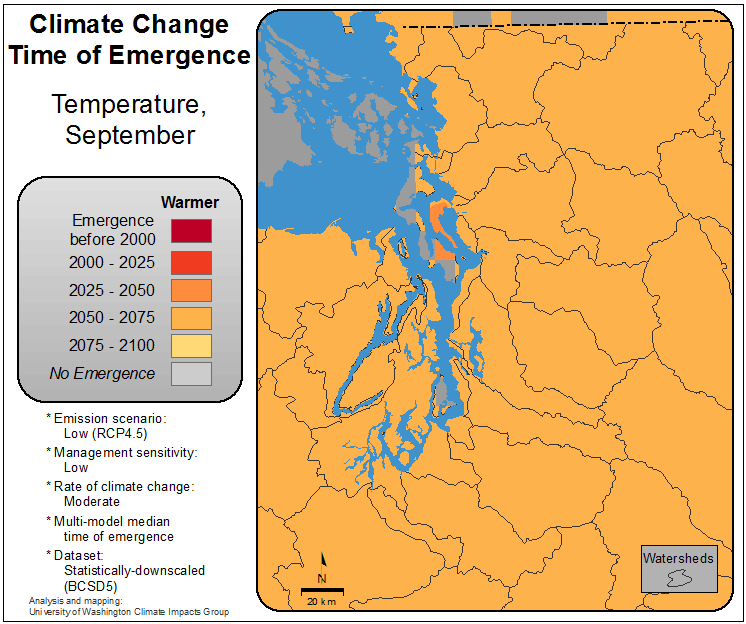 Climate Change
Time of Emergence
Temperature,
September
Warmer
Emergence
before 2000
2000 - 2025
2025 - 2050
2050 - 2075
2075 - 2100
No Emergence
* Emission scenario:
Low (RCP4.5)
* Management sensitivity:
Low
* Rate of climate change:
Moderate
* Multi-model median
time of emergence
* Dataset:
Statistically-downscaled
(BCSD5)
Analysis and mapping:
University of Washington Climate Impacts Group
N
20 km
Watersheds